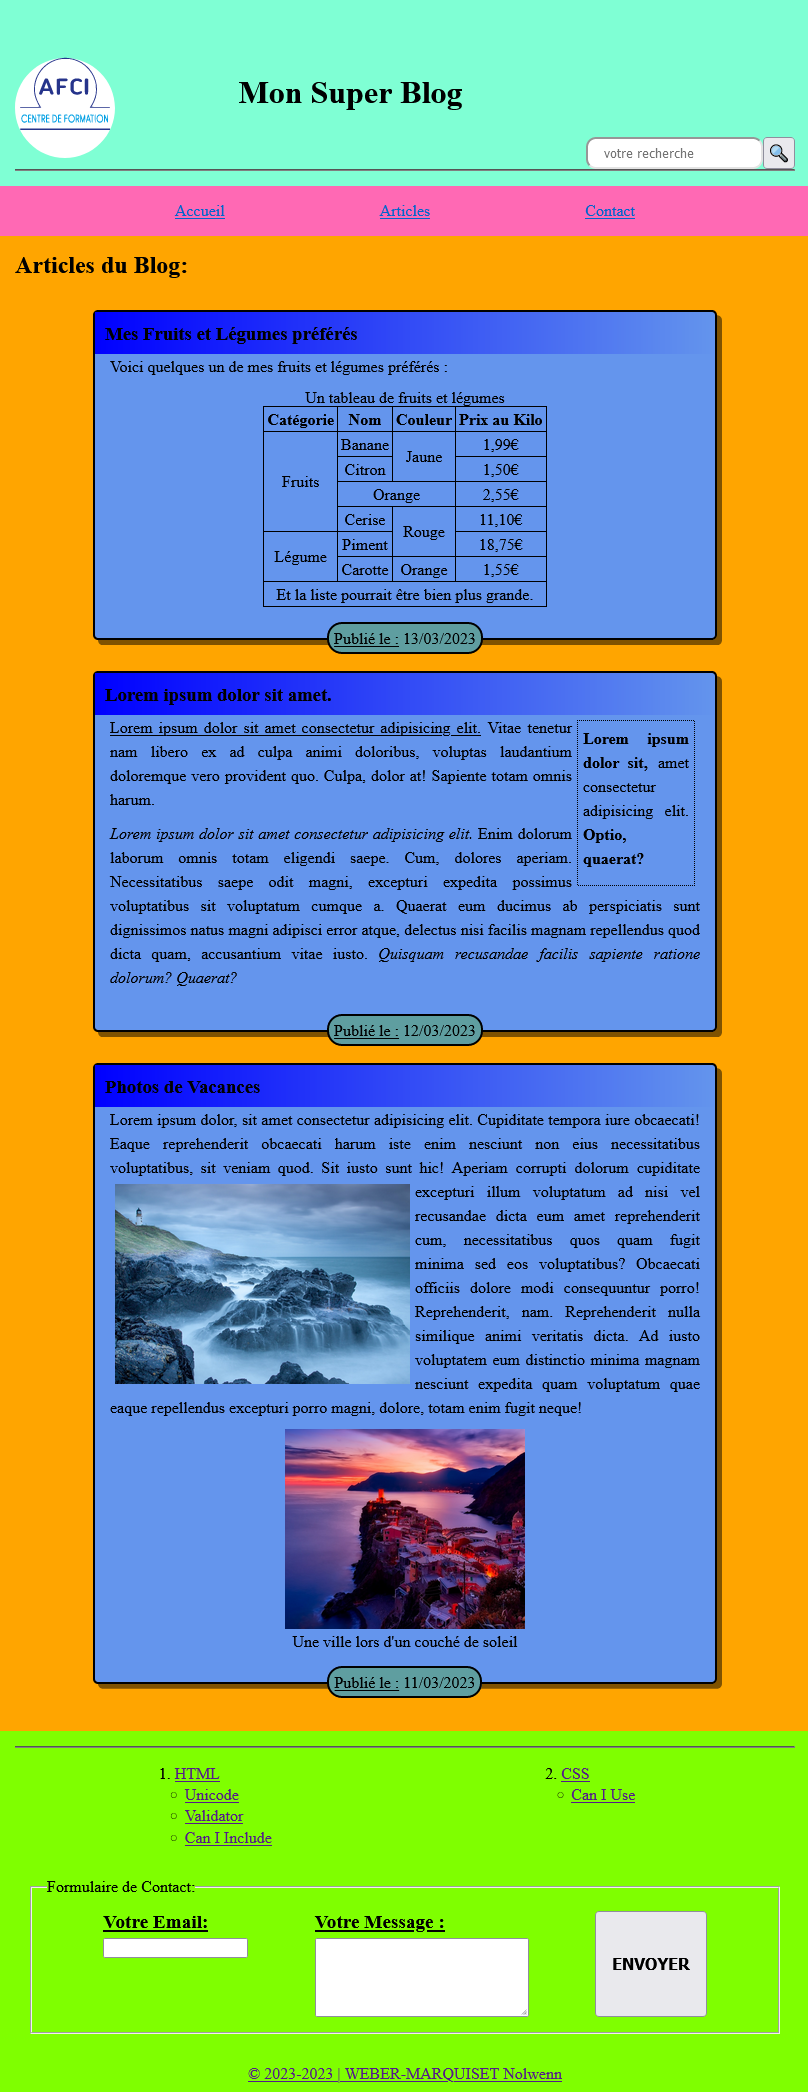 AFCI
CENTRE DE FORMATION
Mon Super Blog
votre recherche
Accueil
Articles
Contact
Articles du Blog:
Mes Fruits et Légumes préférés
Voici quelques un de mes fruits et légumes préférés :
Un tableau de fruits et légumes
Catégorie Nom Couleur Prix au Kilo
Fruits
Banane
Jaune
1,99€
Citron
1,50€
Orange
2,55€
Cerise
Rouge
11,10€
Légume
Piment
18,75€
Carotte
Orange
1,55€
Et la liste pourrait être bien plus grande.
Publié le : 13/03/2023
Lorem ipsum dolor sit amet.
Lorem ipsum dolor sit amet consectetur adipisicing elit. Vitae tenetur
nam libero ex ad culpa animi doloribus, voluptas laudantium
doloremque vero provident quo. Culpa, dolor at! Sapiente totam omnis
harum.
Lorem ipsum
dolor sit, amet
consectetur
adipisicing elit.
Optio,
quaerat?
Lorem ipsum dolor sit amet consectetur adipisicing elit. Enim dolorum
laborum omnis totam eligendi saepe. Cum, dolores aperiam.
Necessitatibus saepe odit magni, excepturi expedita possimus
voluptatibus sit voluptatum cumque a. Quaerat eum ducimus ab perspiciatis sunt
dignissimos natus magni adipisci error atque, delectus nisi facilis magnam repellendus quod
dicta quam, accusantium vitae iusto. Quisquam recusandae facilis sapiente ratione
dolorum? Quaerat?
Publié le : 12/03/2023
Photos de Vacances
Lorem ipsum dolor, sit amet consectetur adipisicing elit. Cupiditate tempora iure obcaecati!
Eaque reprehenderit obcaecati harum iste enim nesciunt non eius necessitatibus
voluptatibus, sit veniam quod. Sit iusto sunt hic! Aperiam corrupti dolorum cupiditate
excepturi illum voluptatum ad nisi vel
recusandae dicta eum amet reprehenderit
cum, necessitatibus quos quam fugit
minima sed eos voluptatibus? Obcaecati
officiis dolore modi consequuntur porro!
Reprehenderit, nam. Reprehenderit nulla
similique animi veritatis dicta. Ad iusto
voluptatem eum distinctio minima magnam
nesciunt expedita quam voluptatum quae
eaque repellendus excepturi porro magni, dolore, totam enim fugit neque!
Une ville lors d'un couché de soleil
Publié le : 11/03/2023
1. HTML
Unicode
Validator
Can I Include
2. CSS
Can I Use
Formulaire de Contact:
Votre Email:
Votre Message :
ENVOYER
© 2023-2023 | WEBER-MARQUISET Nolwenn